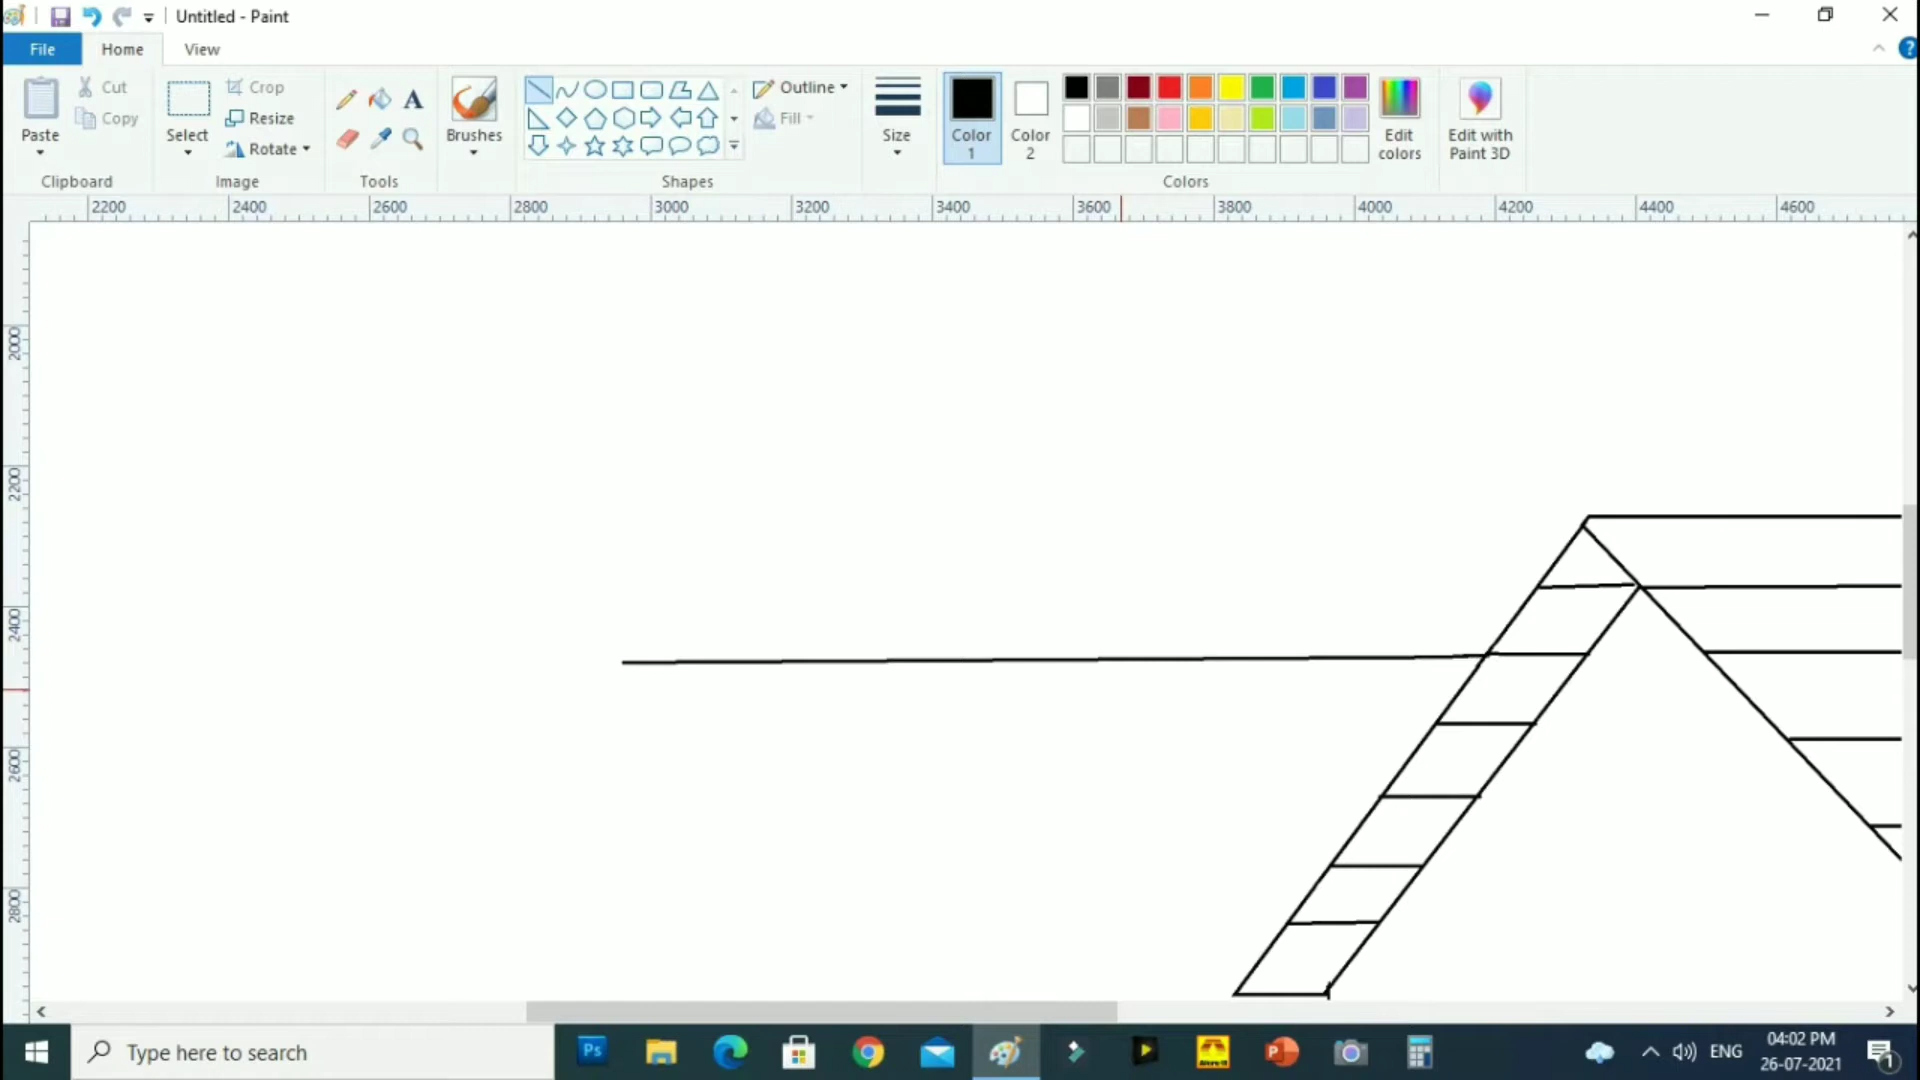 Untitled - Paint
File Home View
Paste
Cut
Copy
Clipboard
Select
Crop
Resize
Rotate
Image
A
Tools
Brushes
Outline
Fill
Shapes
Size
Color 1
Color 2
Edit colors
Edit with Paint 3D
Colors
?
2200 2400 2600 2800 3000 3200 3400 3600 3800 4000 4200 4400 4600
2000
2200
2400
2600
2800
Type here to search
Ps
P
ENG
04:02 PM
26-07-2021
1